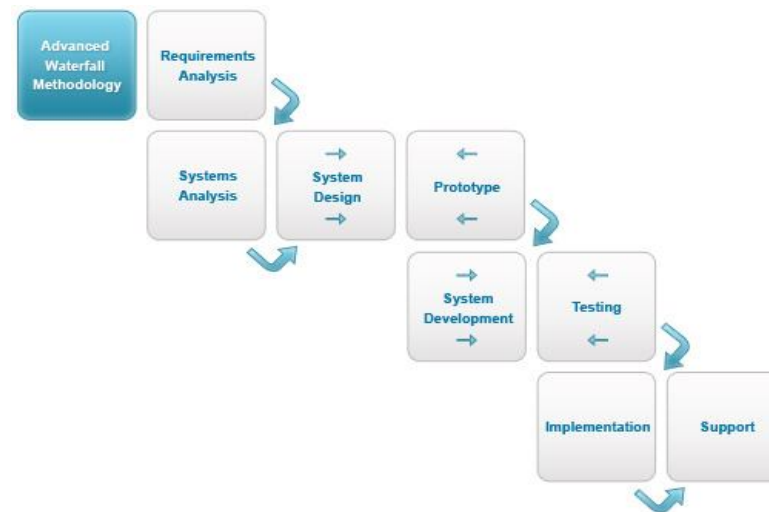 Advanced
Waterfall
Methodology
Requirements
Analysis
Systems
Analysis
System
Design
Prototype
System
Development
Testing
Implementation
Support